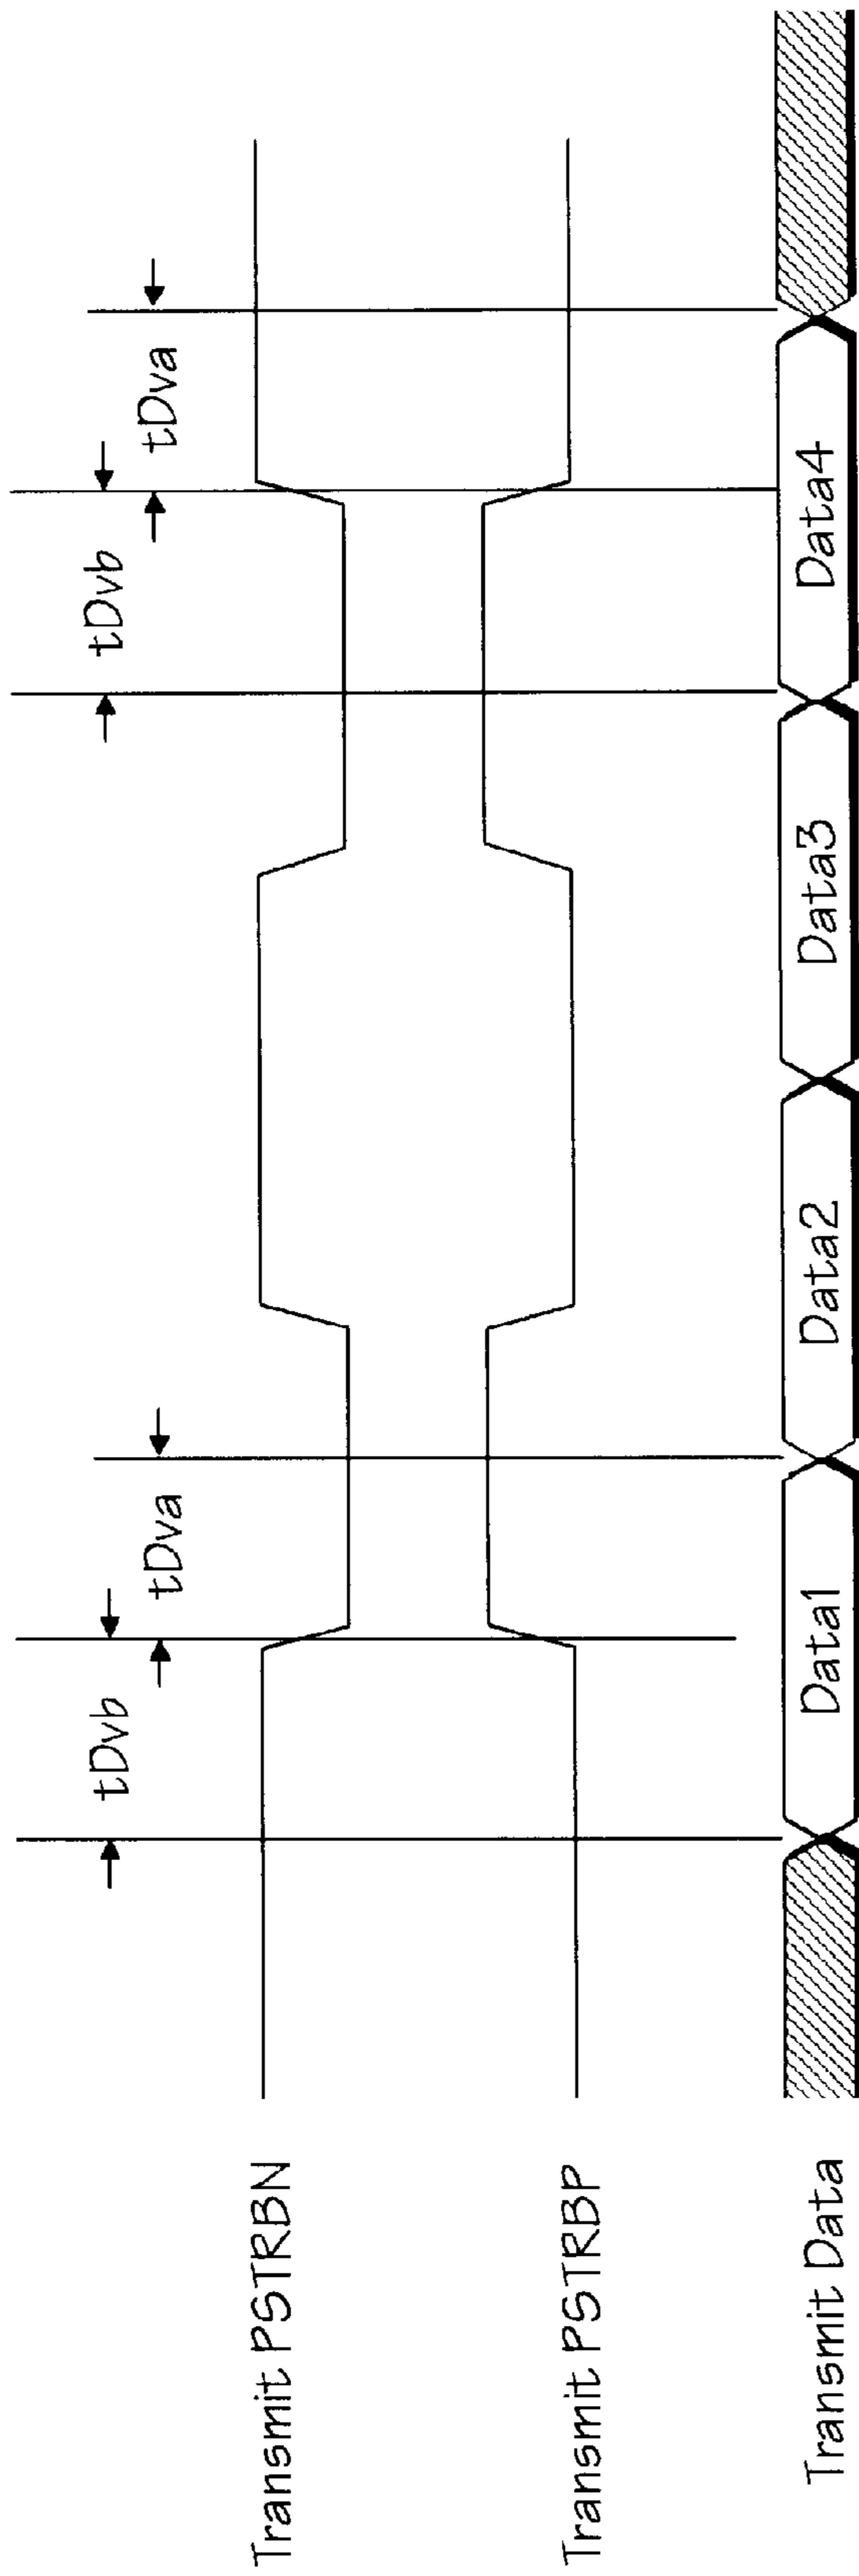 tDvb
tDvb
tDva
tDva
Transmit PSTRBN
Transmit PSTRBP
Transmit Data
Data1
Data2
Data3
Data4